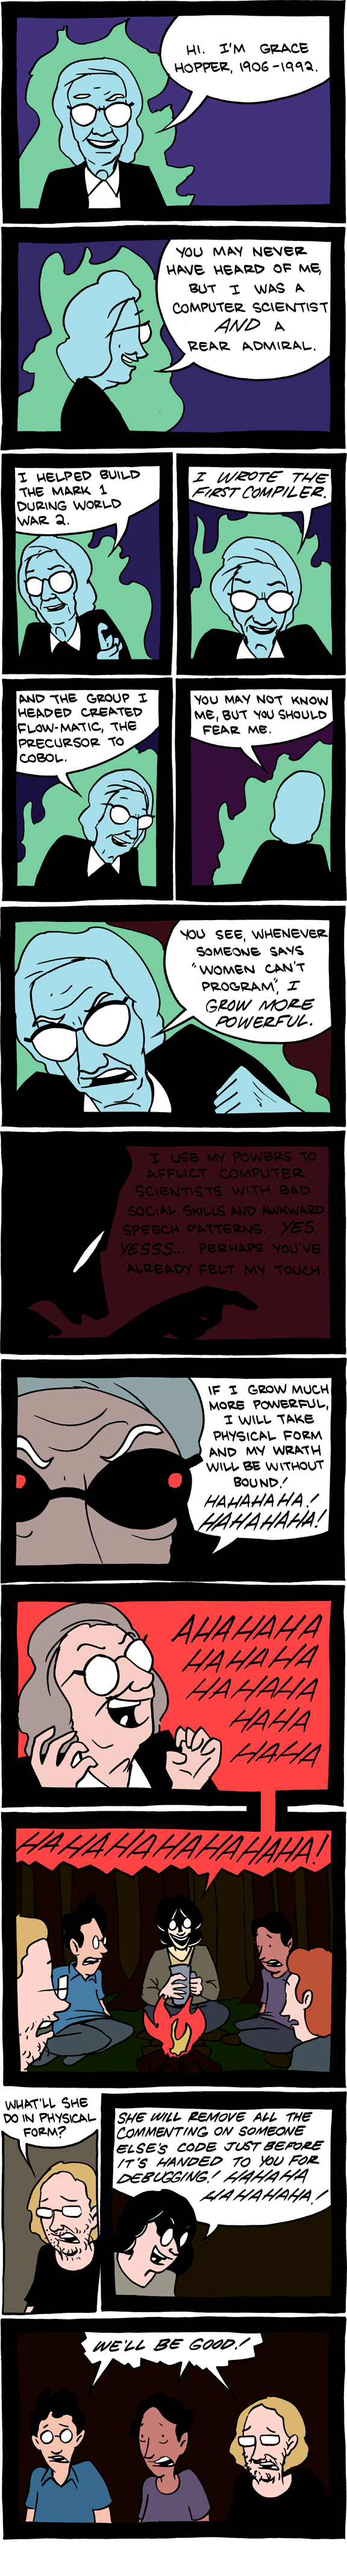 HI. I'M GRACE
HOPPER, 1906-1992.
YOU MAY NEVER
HAVE HEARD OF ME,
BUT I WAS A
COMPUTER SCIENTIST
AND A
REAR ADMIRAL.
I HELPED BUILD
THE MARK 1
DURING WORLD
WAR 2.
I WROTE THE
FIRST COMPILER.
AND THE GROUP I
HEADED CREATED
FLOW-MATIC, THE
PRECURSOR TO
COBOL.
YOU MAY NOT KNOW
ME, BUT YOU SHOULD
FEAR ME.
YOU SEE, WHENEVER
SOMEONE SAYS
"WOMEN CAN'T
PROGRAM", I
GROW MORE
POWERFUL.
I USE MY POWERS TO
AFFLICT COMPUTER
SCIENTISTS WITH BAD
SOCIAL SKILLS AND AWKWARD
SPEECH PATTERNS. YES.
YESSS... PERHAPS YOU'VE
ALREADY FELT MY TOUCH.
IF I GROW MUCH
MORE POWERFUL,
I WILL TAKE
PHYSICAL FORM
AND MY WRATH
WILL BE WITHOUT
BOUND!
HAHAHAHA!
HAHAHAHA!
AHAHAHA
HAHAHA
HAHAHA
HAHA
HAHA
HAHAHAHAHAHAHAHA!
WHAT'LL SHE
DO IN PHYSICAL
FORM?
SHE WILL REMOVE ALL THE
COMMENTING ON SOMEONE
ELSE'S CODE JUST BEFORE
IT'S HANDED TO YOU FOR
DEBUGGING! HAHAHA
HAHAHAHA!
WE'LL BE GOOD!